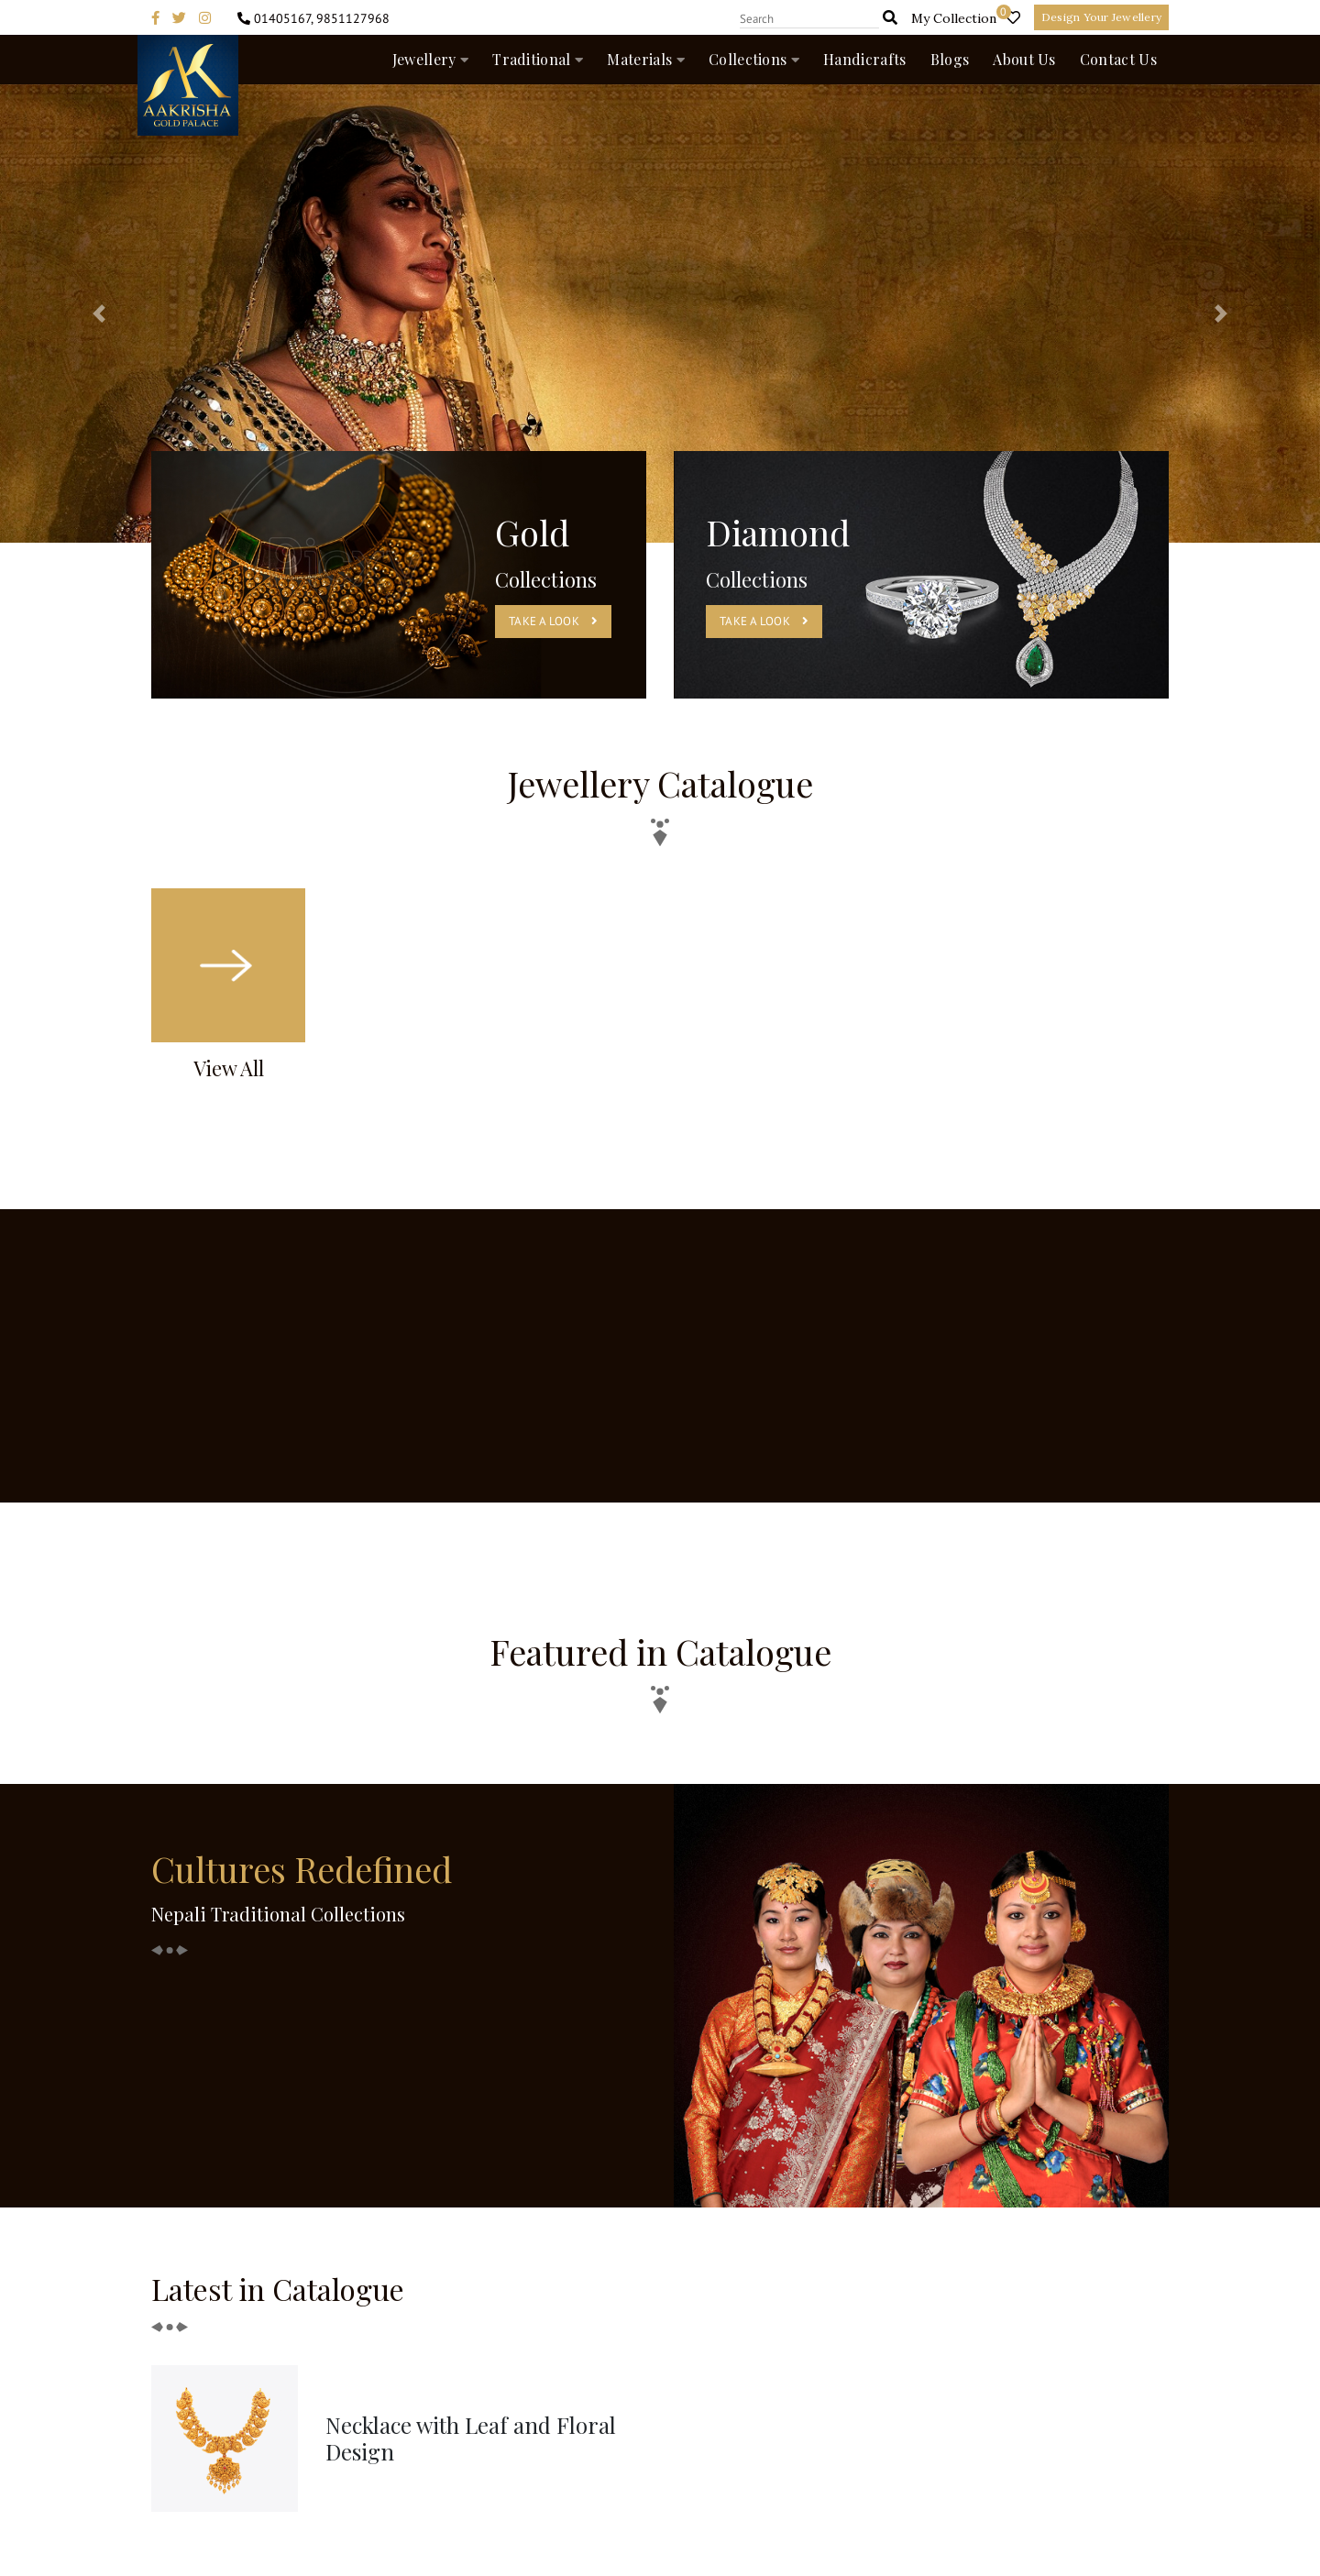 01405167, 9851127968
Search
My Collection
0
Design Your Jewellery
AAKRISHA
GOLD PALACE
Jewellery
Traditional
Materials
Collections
Handicrafts
Blogs
About Us
Contact Us
Gold
Collections
TAKE A LOOK
Diamond
Collections
TAKE A LOOK
Jewellery Catalogue
View All
Featured in Catalogue
Cultures Redefined
Nepali Traditional Collections
Latest in Catalogue
Necklace with Leaf and Floral
Design